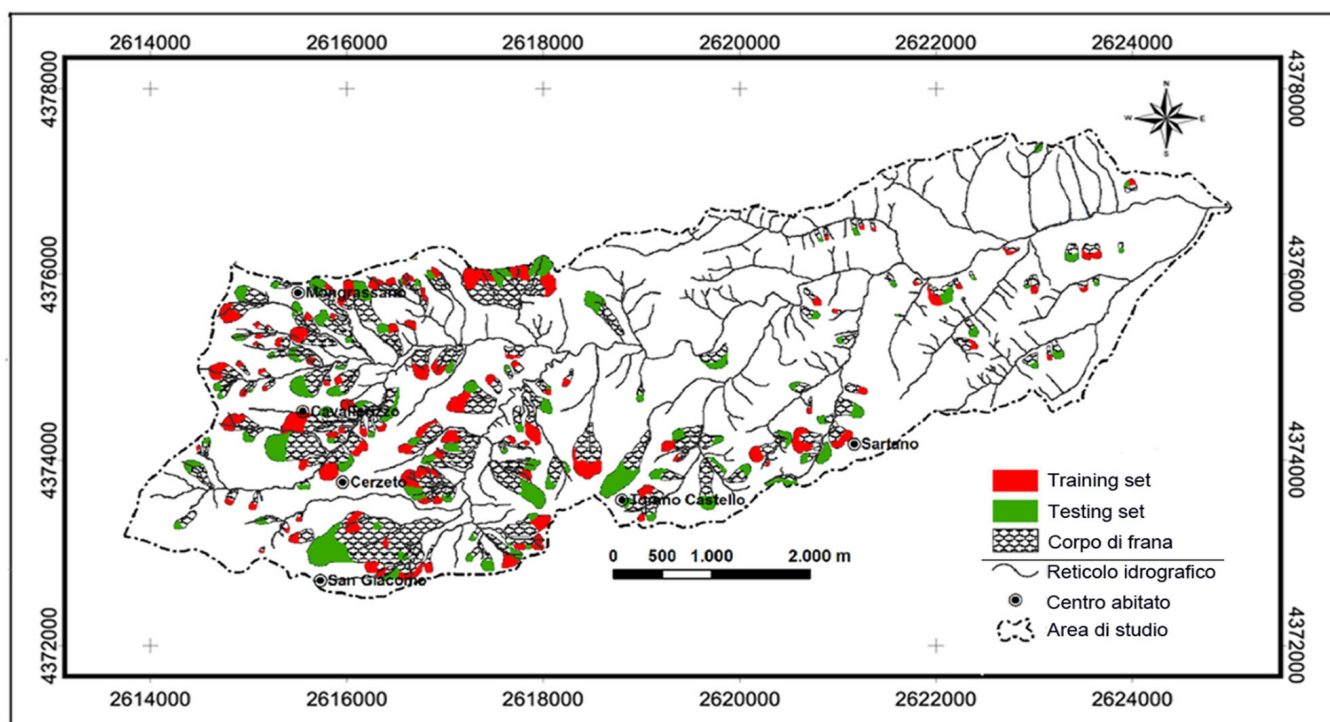 2614000 2616000 2618000 2620000 2622000 2624000
4378000 4378000
N
W E
S
4376000 4376000
Mongrassano
Cavallerizzo
4374000 4374000
Sartano
Cerzeto
Torano Castello
San Giacomo
Training set
Testing set
Corpo di frana
Reticolo idrografico
Centro abitato
Area di studio
0 500 1.000 2.000 m
4372000 4372000
2614000 2616000 2618000 2620000 2622000 2624000